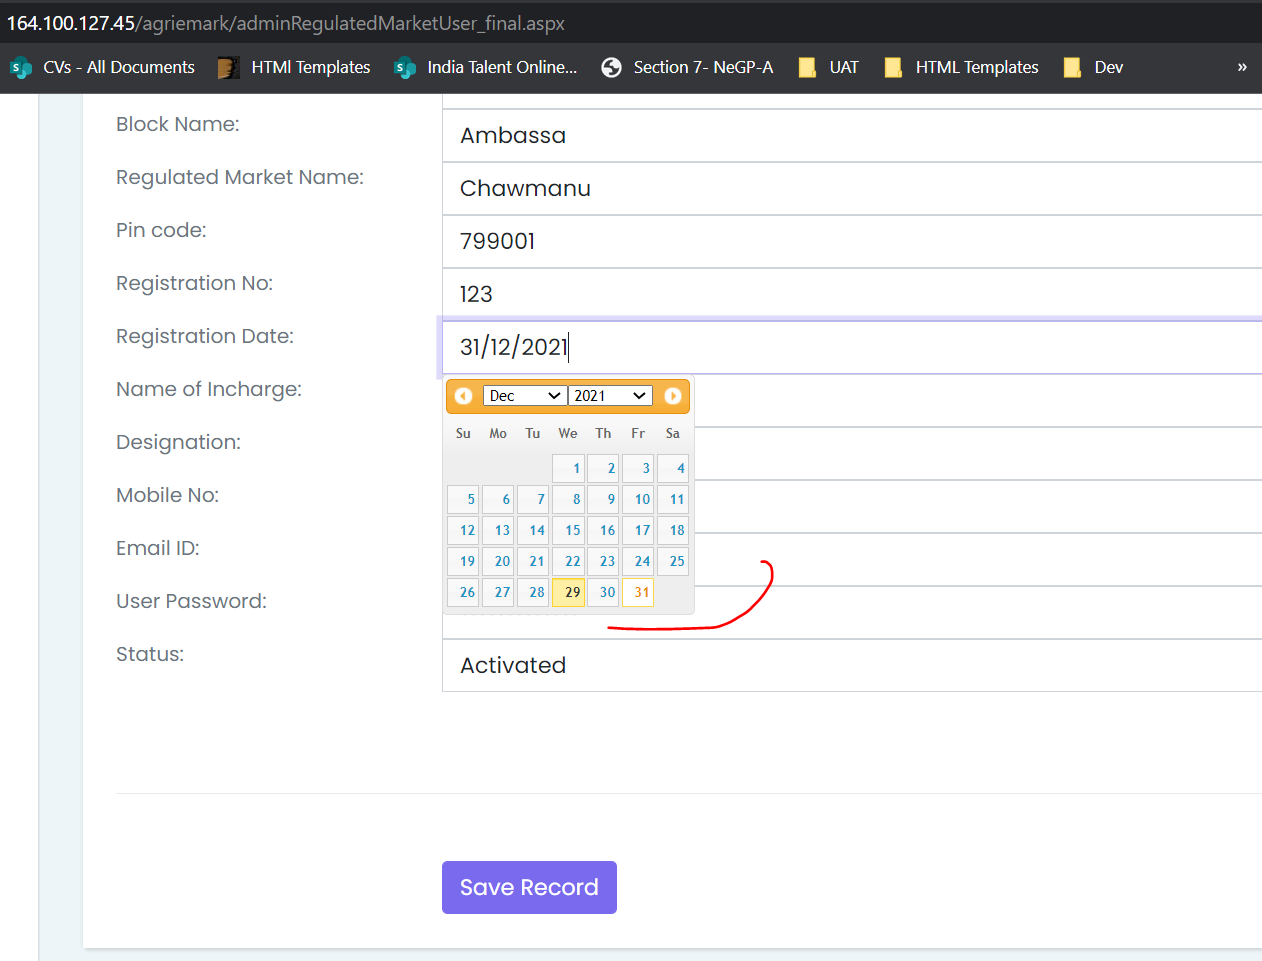 164.100.127.45/agriemark/adminRegulatedMarketUser_final.aspx
CVs - All Documents HTMl Templates India Talent Online... Section 7- NeGP-A UAT HTML Templates Dev »
Block Name: Ambassa
Regulated Market Name: Chawmanu
Pin code: 799001
Registration No: 123
Registration Date: 31/12/2021
Name of Incharge:
Dec 2021
Designation:
Su Mo Tu We Th Fr Sa
1 2 3 4
Mobile No:
5 6 7 8 9 10 11
12 13 14 15 16 17 18
Email ID:
19 20 21 22 23 24 25
User Password:
26 27 28 29 30 31
Status: Activated
Save Record